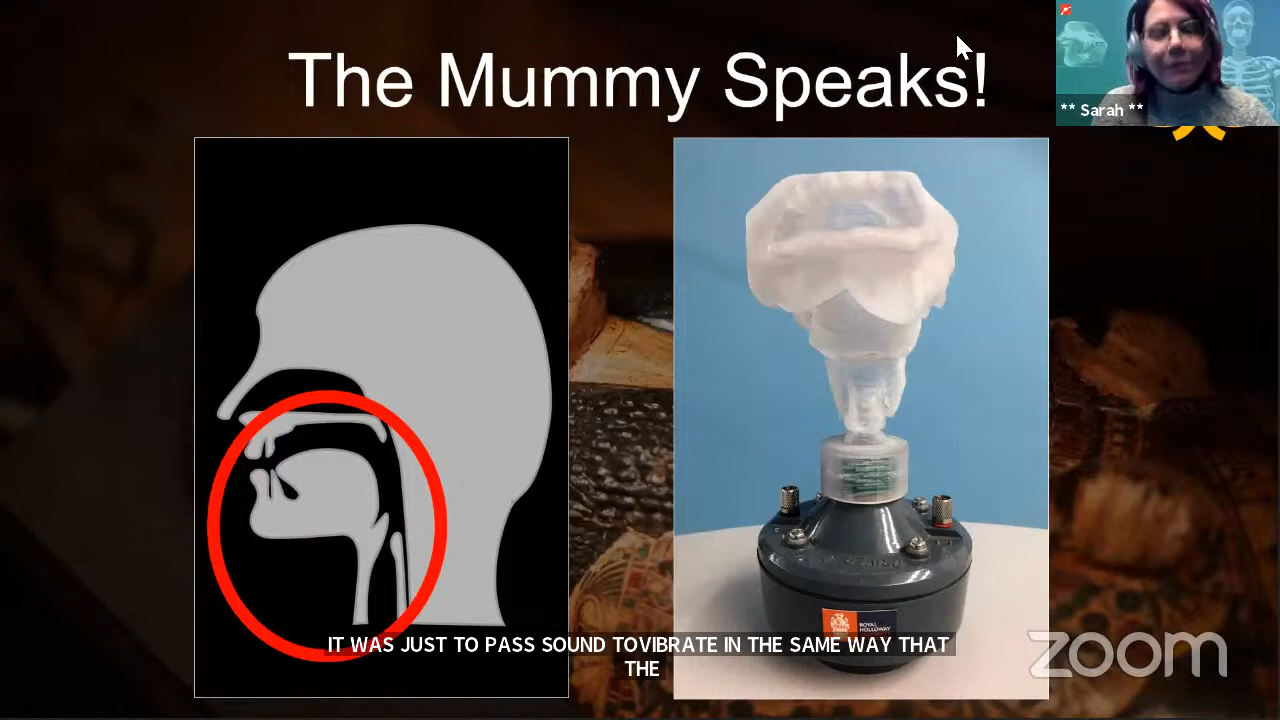 The Mummy Speaks!
** Sarah **
ROYAL
HOLLOWAY
IT WAS JUST TO PASS SOUND TOVIBRATE IN THE SAME WAY THAT
THE
zoom